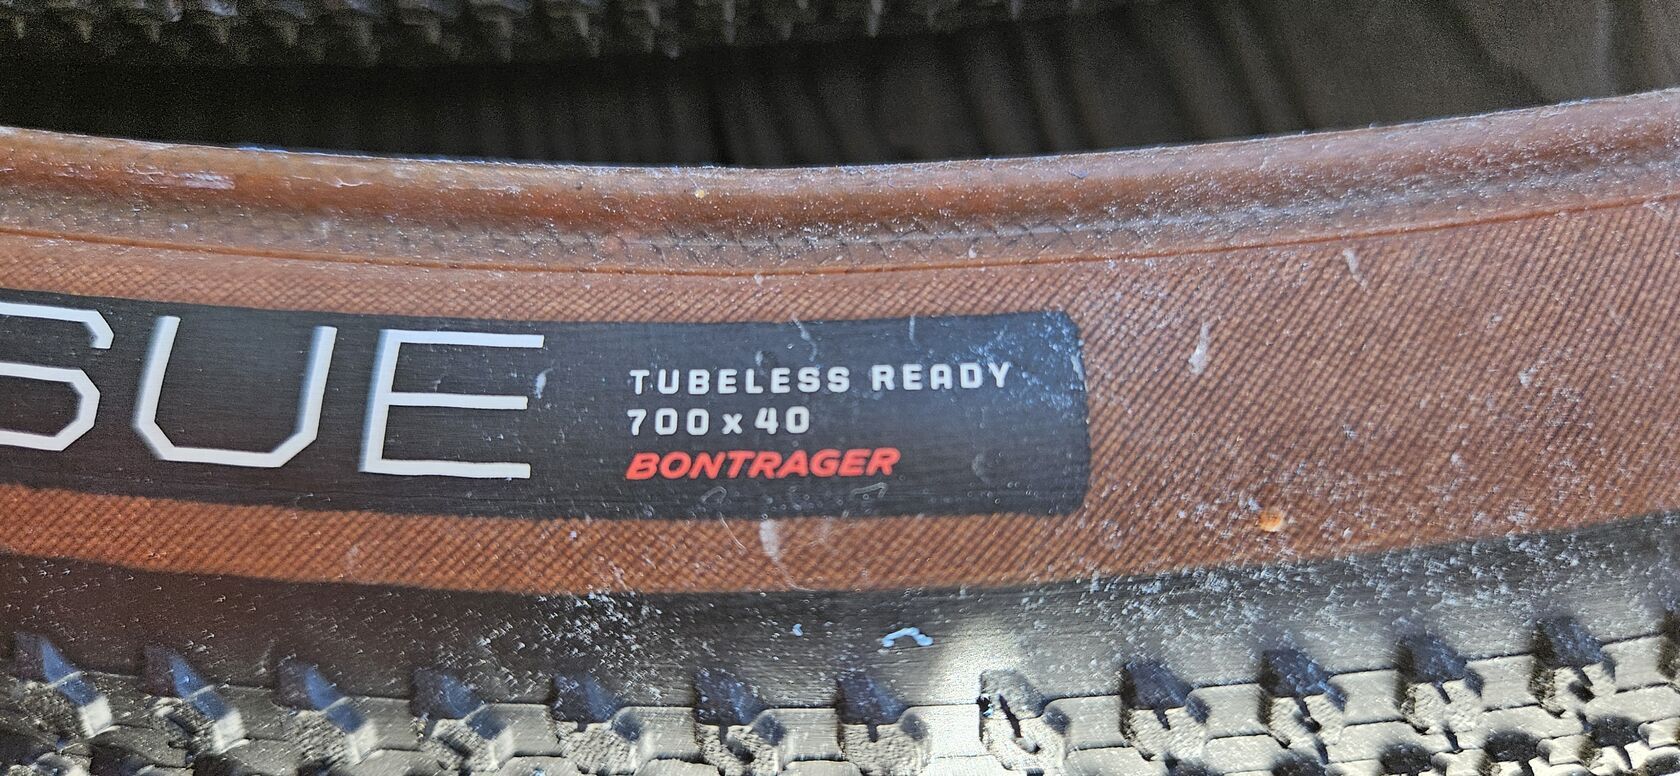 SUE
TUBELESS READY
700 x 40
BONTRAGER